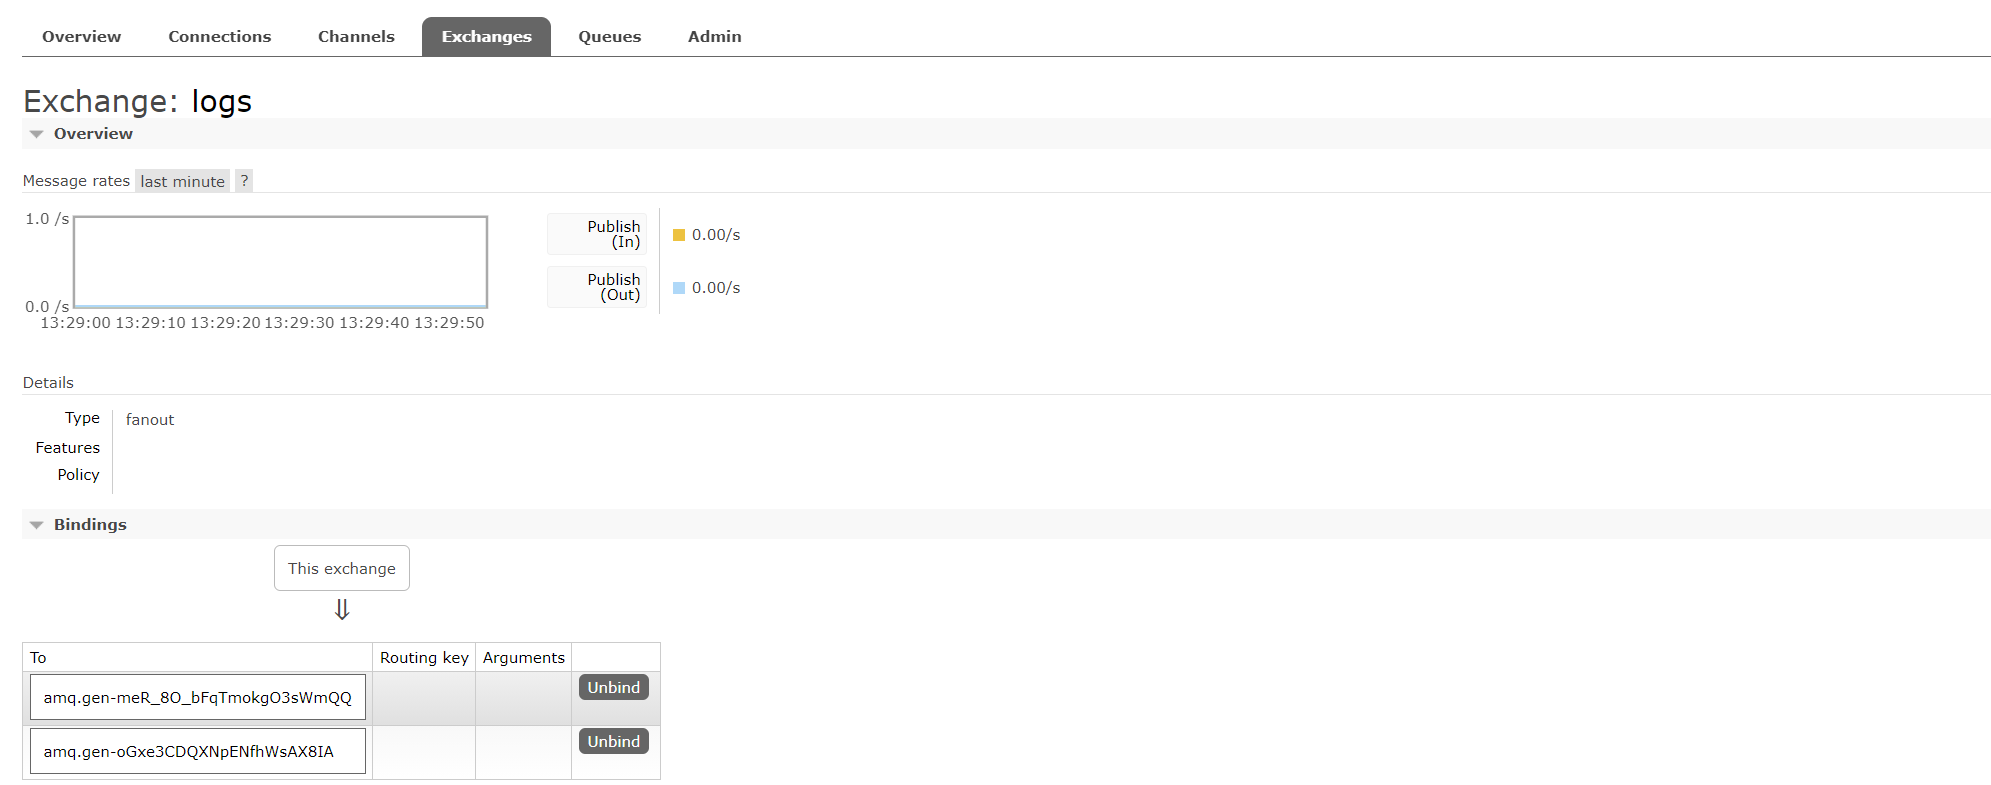 Overview Connections Channels Exchanges Queues Admin
Exchange: logs
Overview
Message rates last minute ?
1.0 /s
0.0 /s
13:29:00 13:29:10 13:29:20 13:29:30 13:29:40 13:29:50
Publish
(In)
0.00/s
Publish
(Out)
0.00/s
Details
Type fanout
Features
Policy
Bindings
This exchange
⇓
To Routing key Arguments
amq.gen-meR_8O_bFqTmokgO3sWmQQ Unbind
amq.gen-oGxe3CDQXNpENfhWsAX8IA Unbind